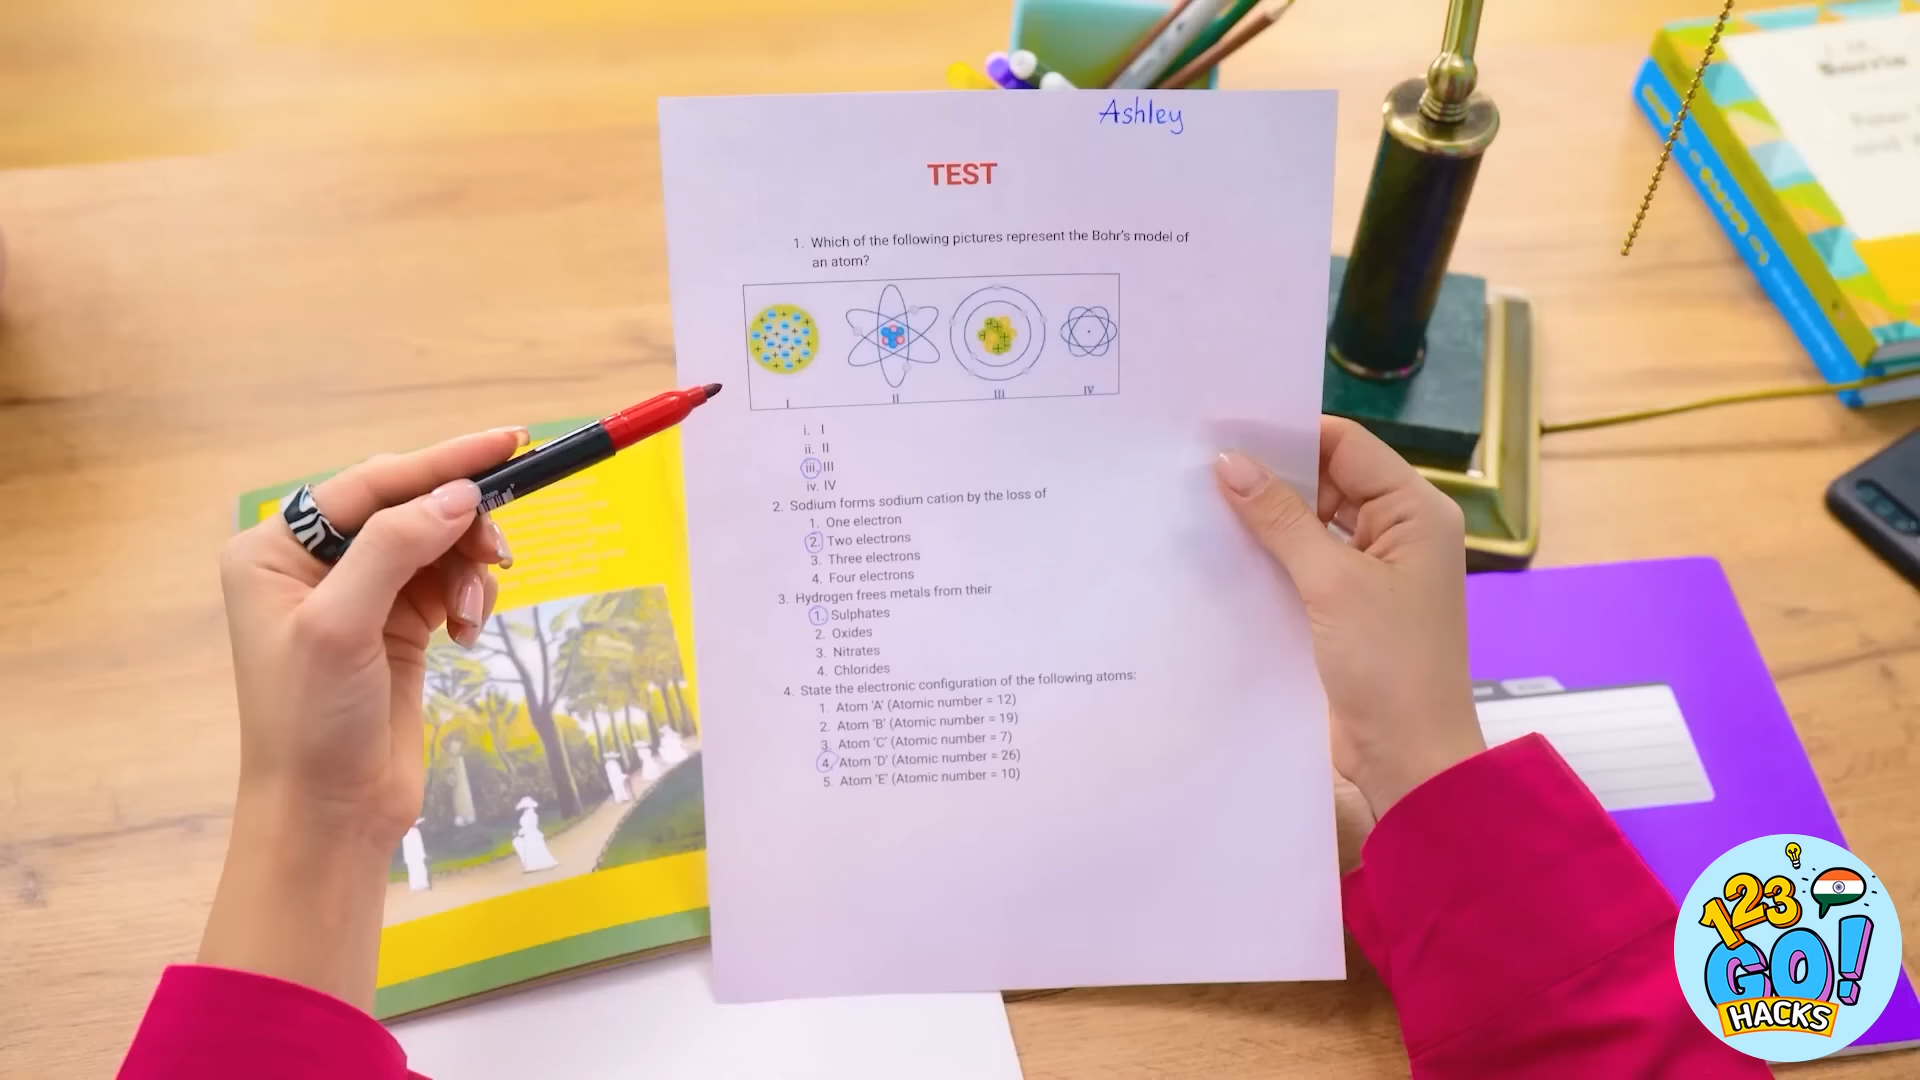 Ashley
TEST
1. Which of the following pictures represent the Bohr's model of
an atom?
I II III IV
i. I
ii. II
iii. III
iv. IV
2. Sodium forms sodium cation by the loss of
1. One electron
2. Two electrons
3. Three electrons
4. Four electrons
3. Hydrogen frees metals from their
1. Sulphates
2. Oxides
3. Nitrates
4. Chlorides
4. State the electronic configuration of the following atoms:
1. Atom 'A' (Atomic number = 12)
2. Atom 'B' (Atomic number = 19)
3. Atom 'C' (Atomic number = 7)
4. Atom 'D' (Atomic number = 26)
5. Atom 'E' (Atomic number = 10)
123
GO!
HACKS